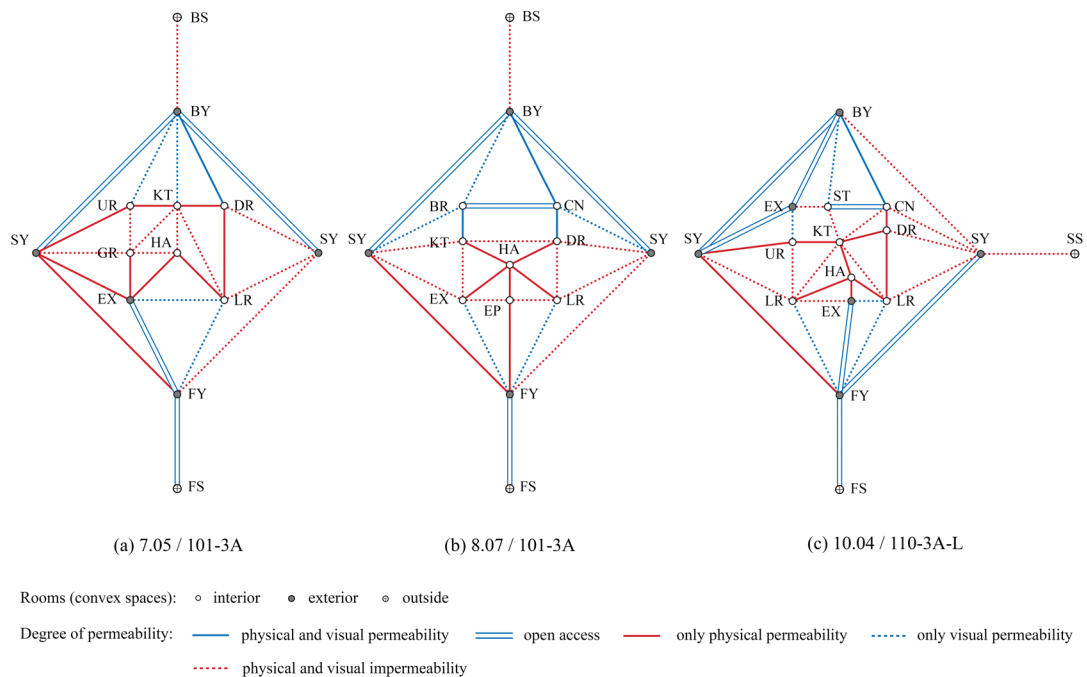 BS
BS
BY
BY
BY
UR KT DR
BR CN
EX ST CN
SY GR HA SY
KT HA DR
SY UR KT DR SY SS
EX LR
EX EP LR
LR HA EX LR
FY
FY
FY
FS
FS
FS
(a) 7.05 / 101-3A
(b) 8.07 / 101-3A
(c) 10.04 / 110-3A-L
Rooms (convex spaces): interior exterior outside
Degree of permeability: physical and visual permeability open access only physical permeability only visual permeability
physical and visual impermeability